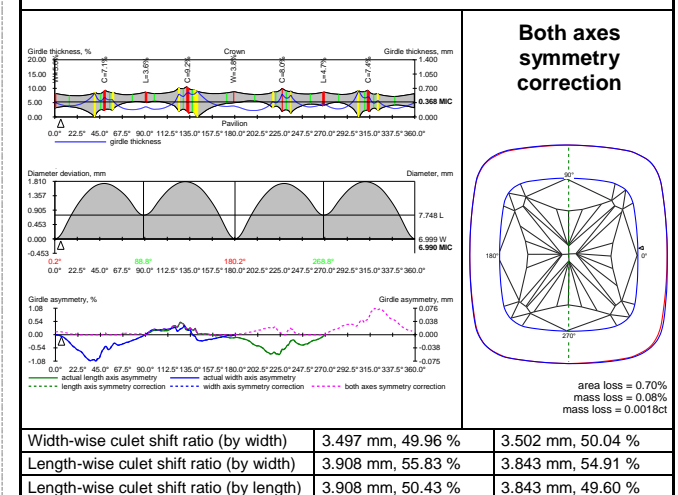 Girdle thickness, %
Crown
Girdle thickness, mm
20.00
15.00
10.00
5.00
0.00
C=7.1%
L=3.6%
C=9.2%
W=3.8%
C=8.0%
L=4.7%
C=7.4%
1.400
1.050
0.700
0.368 MIC
0.000
Pavilion
0.0° 22.5° 45.0° 67.5° 90.0° 112.5° 135.0° 157.5° 180.0° 202.5° 225.0° 247.5° 270.0° 292.5° 315.0° 337.5° 360.0°
girdle thickness
Both axes
symmetry
correction
Diameter deviation, mm
Diameter, mm
1.810
1.357
0.905
0.453
0.000
-0.453
7.748 L
6.999 W
6.990 MIC
0.2° 88.8° 180.2° 268.8°
0.0° 22.5° 45.0° 67.5° 90.0° 112.5° 135.0° 157.5° 180.0° 202.5° 225.0° 247.5° 270.0° 292.5° 315.0° 337.5° 360.0°
90°
180°
0°
270°
Girdle asymmetry, %
Girdle asymmetry, mm
1.08
0.54
0.00
-0.54
-1.08
0.076
0.038
0.000
-0.038
-0.075
0.0° 22.5° 45.0° 67.5° 90.0° 112.5° 135.0° 157.5° 180.0° 202.5° 225.0° 247.5° 270.0° 292.5° 315.0° 337.5° 360.0°
actual length axis asymmetry
actual width axis asymmetry
length axis symmetry correction
width axis symmetry correction
both axes symmetry correction
area loss = 0.70%
mass loss = 0.08%
mass loss = 0.0018ct
Width-wise culet shift ratio (by width) 3.497 mm, 49.96 % 3.502 mm, 50.04 %
Length-wise culet shift ratio (by width) 3.908 mm, 55.83 % 3.843 mm, 54.91 %
Length-wise culet shift ratio (by length) 3.908 mm, 50.43 % 3.843 mm, 49.60 %